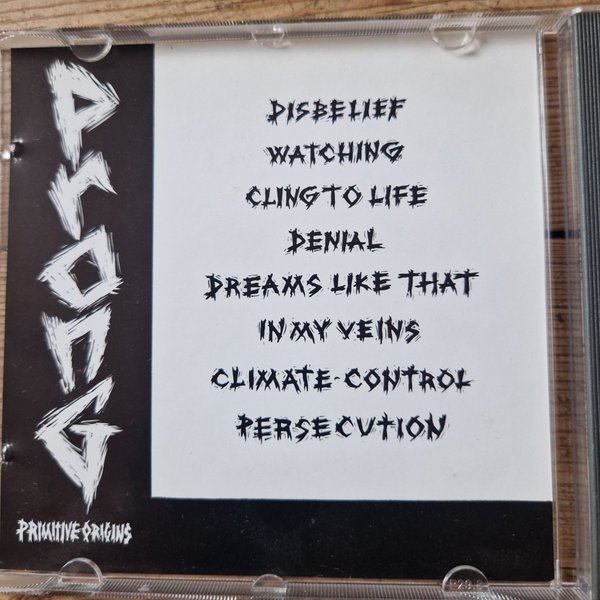 PRONG
PRIMITIVE ORIGINS
DISBELIEF
WATCHING
CLING TO LIFE
DENIAL
DREAMS LIKE THAT
IN MY VEINS
CLIMATE-CONTROL
PERSECUTION